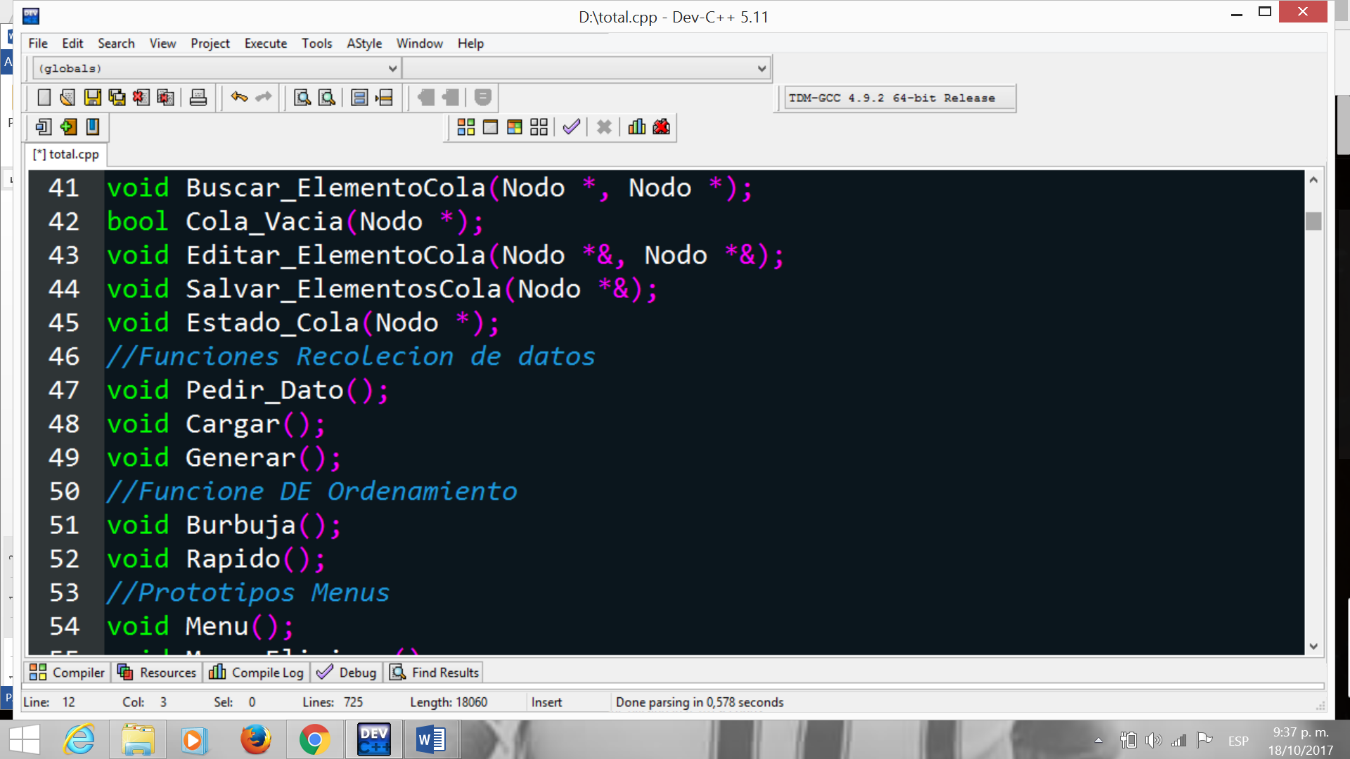 D:\total.cpp - Dev-C++ 5.11
File Edit Search View Project Execute Tools AStyle Window Help
(globals)
TDM-GCC 4.9.2 64-bit Release
[*] total.cpp
41 void Buscar_ElementoCola(Nodo *, Nodo *);
42 bool Cola_Vacia(Nodo *);
43 void Editar_ElementoCola(Nodo *&, Nodo *&);
44 void Salvar_ElementosCola(Nodo *&);
45 void Estado_Cola(Nodo *);
46 //Funciones Recolecion de datos
47 void Pedir_Dato();
48 void Cargar();
49 void Generar();
50 //Funcione DE Ordenamiento
51 void Burbuja();
52 void Rapido();
53 //Prototipos Menus
54 void Menu();
Compiler Resources Compile Log Debug Find Results
Line: 12 Col: 3 Sel: 0 Lines: 725 Length: 18060 Insert Done parsing in 0,578 seconds
DEV C++
ESP
9:37 p. m.
18/10/2017